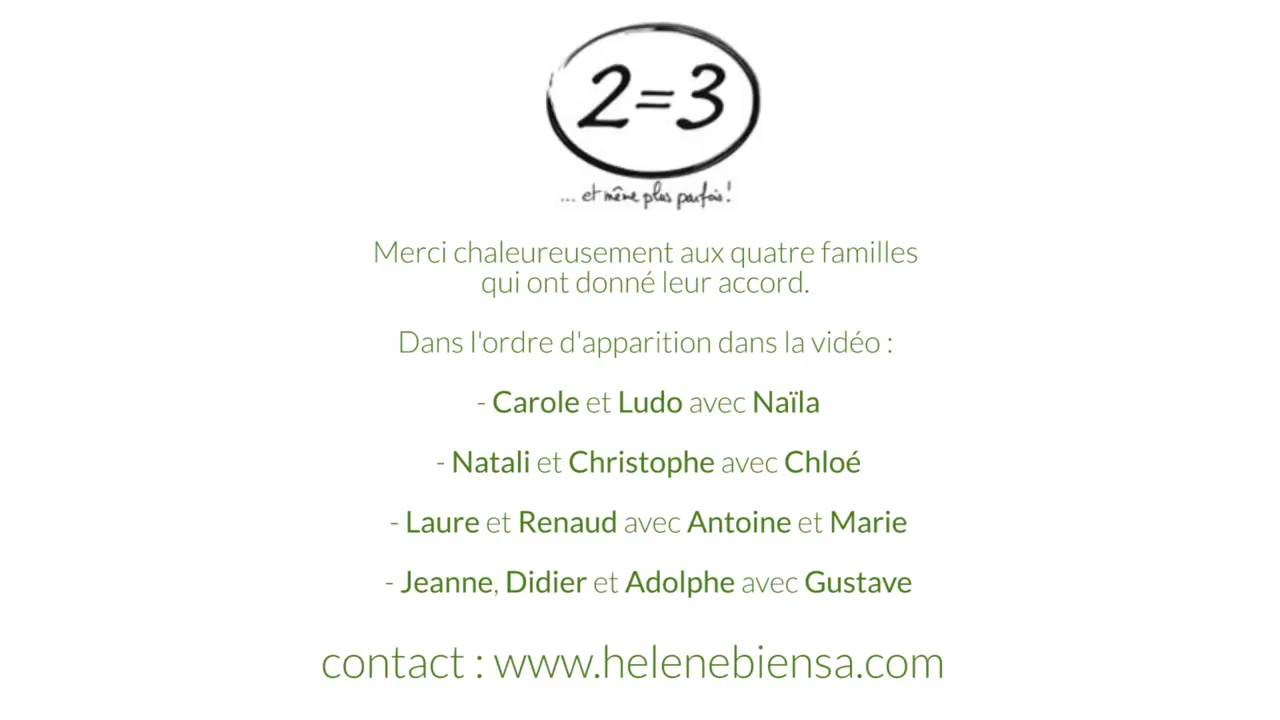 2=3
... et même plus parfois!
Merci chaleureusement aux quatre familles
qui ont donné leur accord.
Dans l'ordre d'apparition dans la vidéo :
- Carole et Ludo avec Naïla
- Natali et Christophe avec Chloé
- Laure et Renaud avec Antoine et Marie
- Jeanne, Didier et Adolphe avec Gustave
contact : www.helenebiensa.com